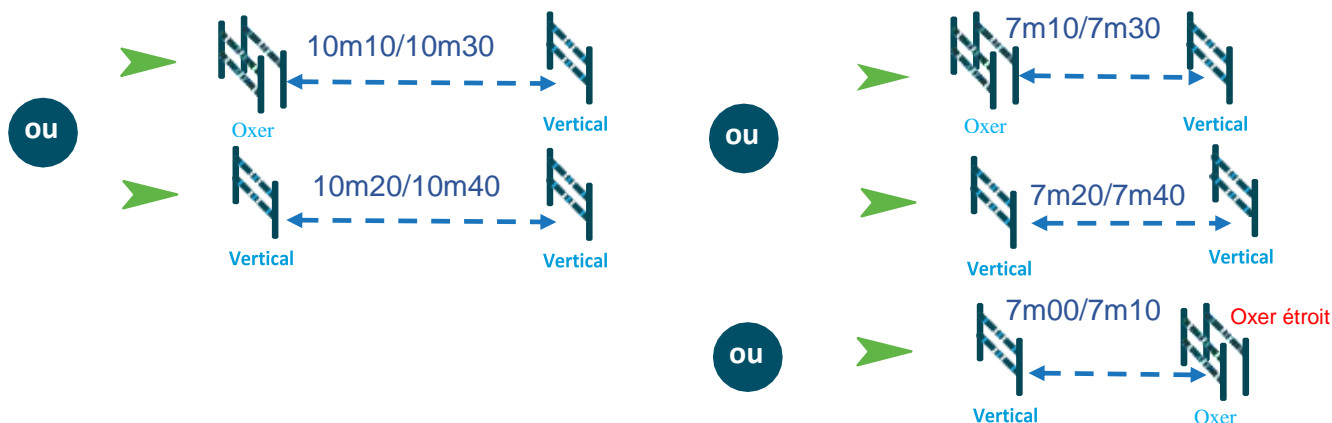 10m10/10m30
ou
Oxer
Vertical
10m20/10m40
Vertical
Vertical
7m10/7m30
ou
Oxer
Vertical
7m20/7m40
Vertical
Vertical
7m00/7m10
Oxer étroit
ou
Vertical
Oxer